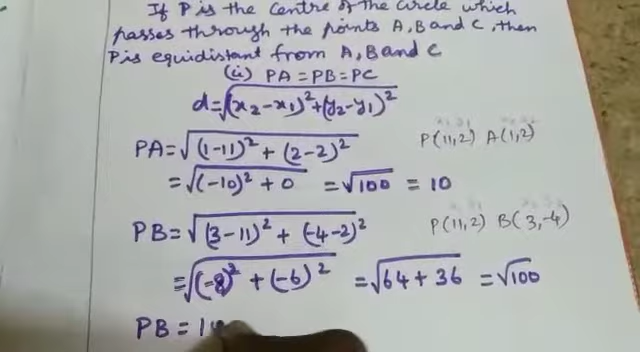 If P is the centre of the circle which
passes through the points A, B and C, then
P is equidistant from A, B and C
(i) PA = PB = PC
d = √(x₂-x₁)² + (y₂-y₁)²
PA = √(1-11)² + (2-2)² P(11,2) A(1,2)
= √(-10)² + 0 = √100 = 10
PB = √(3-11)² + (-4-2)² P(11,2) B(3,-4)
= √(-8)² + (-6)² = √64+36 = √100
PB = 1